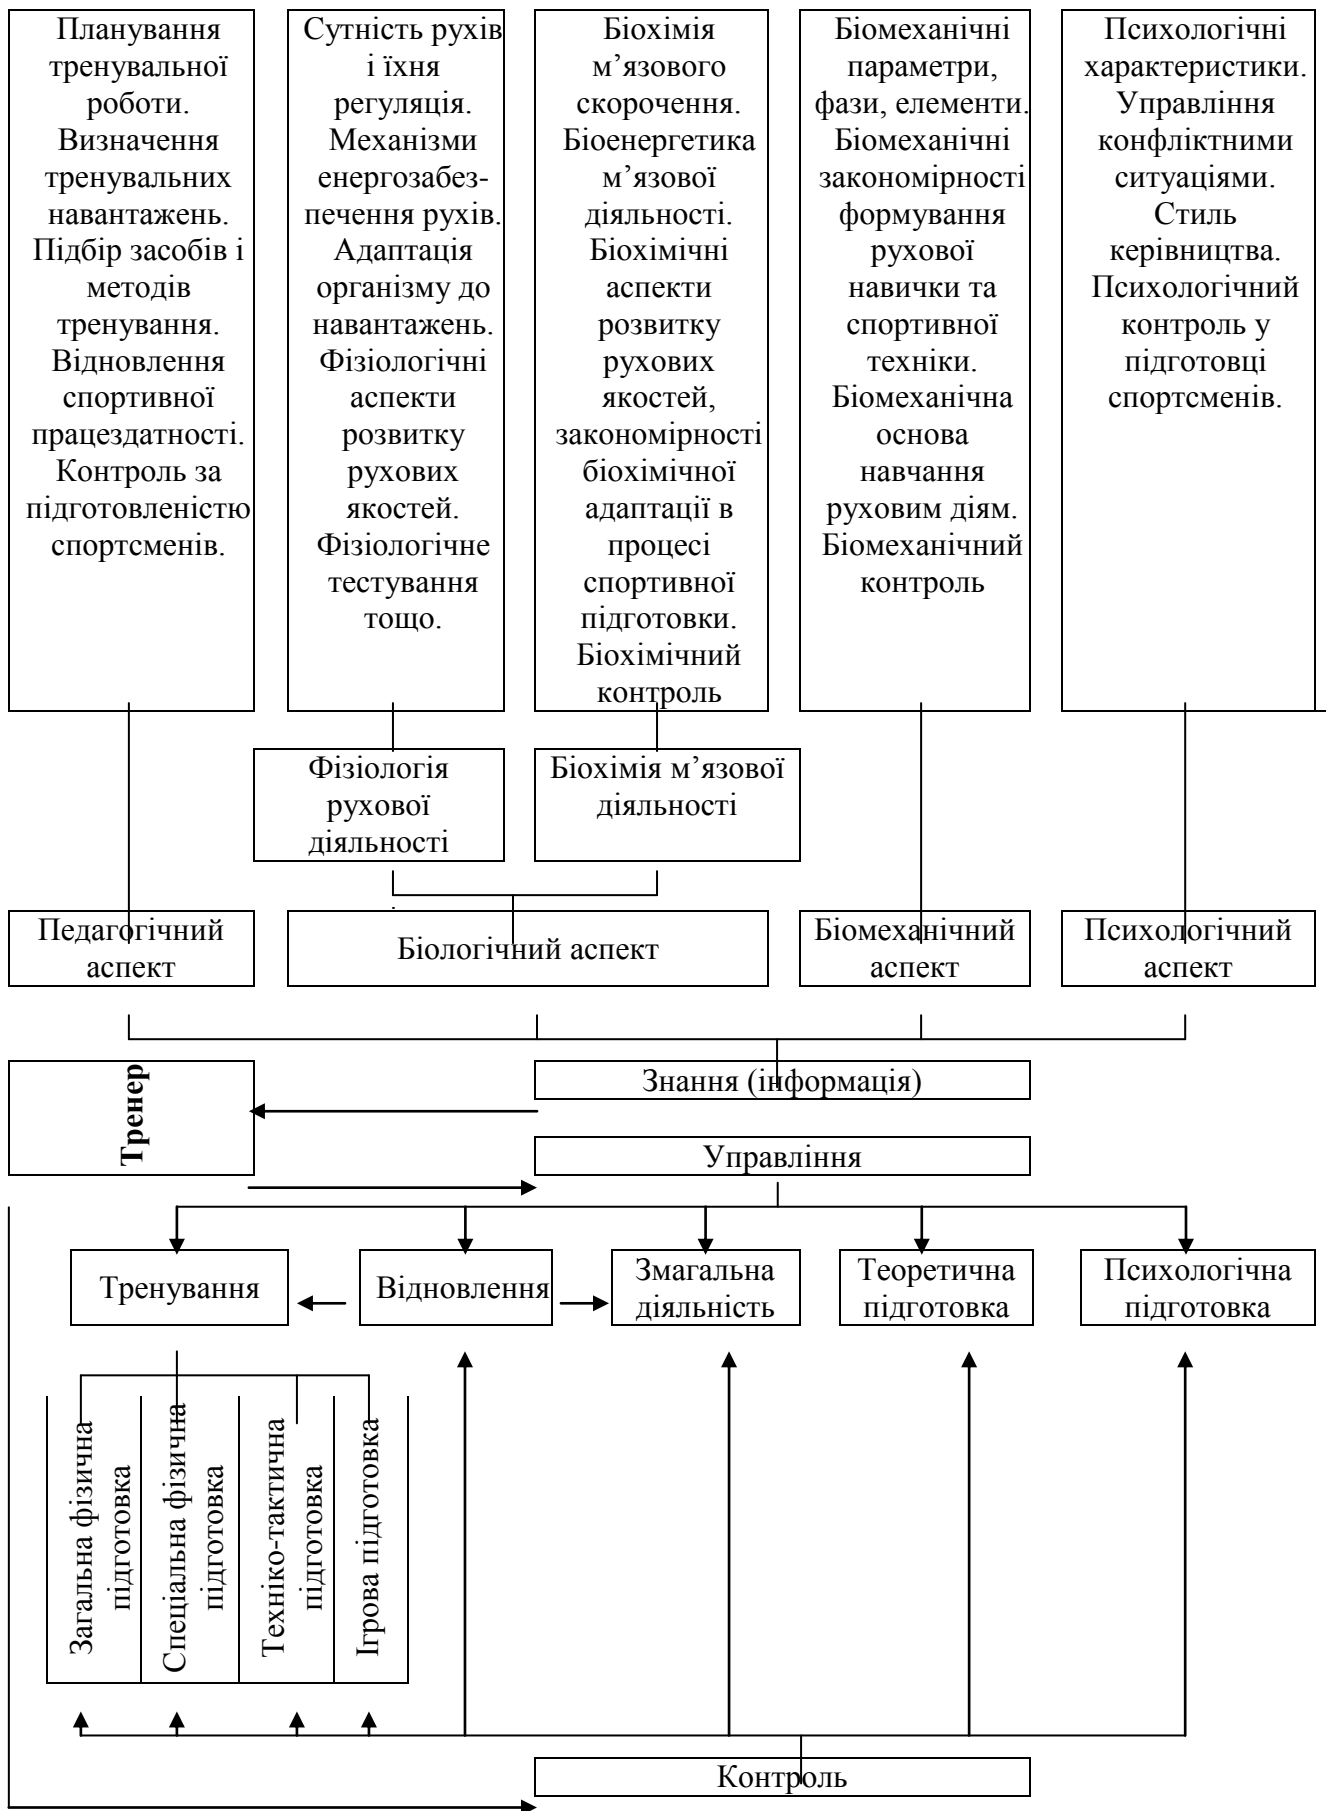 Планування
тренувальної
роботи.
Визначення
тренувальних
навантажень.
Підбір засобів і
методів
тренування.
Відновлення
спортивної
працездатності.
Контроль за
підготовленістю
спортсменів.
Сутність рухів
і їхня
регуляція.
Механізми
енергозабез-
печення рухів.
Адаптація
організму до
навантажень.
Фізіологічні
аспекти
розвитку
рухових
якостей.
Фізіологічне
тестування
тощо.
Біохімія
м’язового
скорочення.
Біоенергетика
м’язової
діяльності.
Біохімічні
аспекти
розвитку
рухових
якостей,
закономірності
біохімічної
адаптації в
процесі
спортивної
підготовки.
Біохімічний
контроль
Біомеханічні
параметри,
фази, елементи.
Біомеханічні
закономірності
формування
рухової
навички та
спортивної
техніки.
Біомеханічна
основа
навчання
руховим діям.
Біомеханічний
контроль
Психологічні
характеристики.
Управління
конфліктними
ситуаціями.
Стиль
керівництва.
Психологічний
контроль у
підготовці
спортсменів.
Фізіологія
рухової
діяльності
Біохімія м’язової
діяльності
Педагогічний
аспект
Біологічний аспект
Біомеханічний
аспект
Психологічний
аспект
Тренер
Знання (інформація)
Управління
Тренування
Відновлення
Змагальна
діяльність
Теоретична
підготовка
Психологічна
підготовка
Загальна фізична
підготовка
Спеціальна фізична
підготовка
Техніко-тактична
підготовка
Ігрова підготовка
Контроль